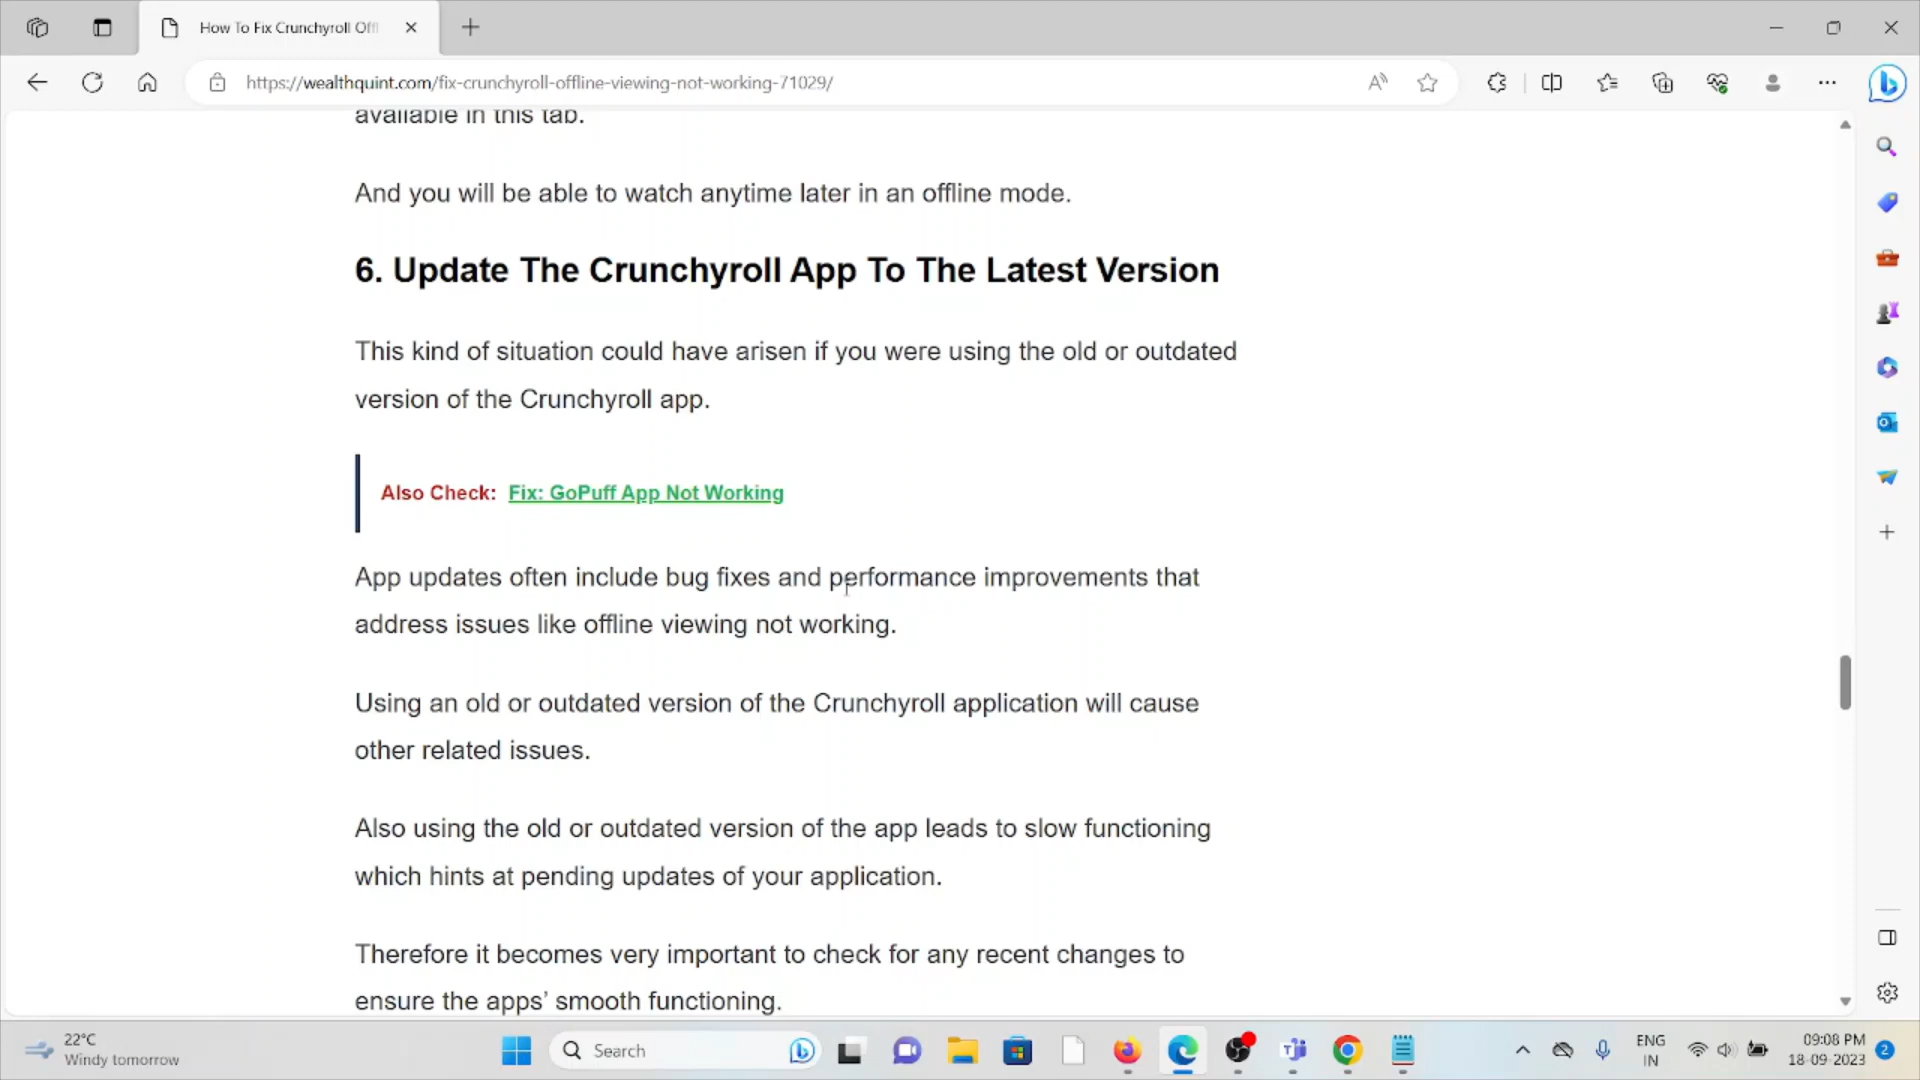 How To Fix Crunchyroll Off
https://wealthquint.com/fix-crunchyroll-offline-viewing-not-working-71029/
available in this tab.
And you will be able to watch anytime later in an offline mode.
6. Update The Crunchyroll App To The Latest Version
This kind of situation could have arisen if you were using the old or outdated
version of the Crunchyroll app.
Also Check: Fix: GoPuff App Not Working
App updates often include bug fixes and performance improvements that
address issues like offline viewing not working.
Using an old or outdated version of the Crunchyroll application will cause
other related issues.
Also using the old or outdated version of the app leads to slow functioning
which hints at pending updates of your application.
Therefore it becomes very important to check for any recent changes to
ensure the apps’ smooth functioning.
22°C
Windy tomorrow
Search
ENG
IN
09:08 PM
18-09-2023
2